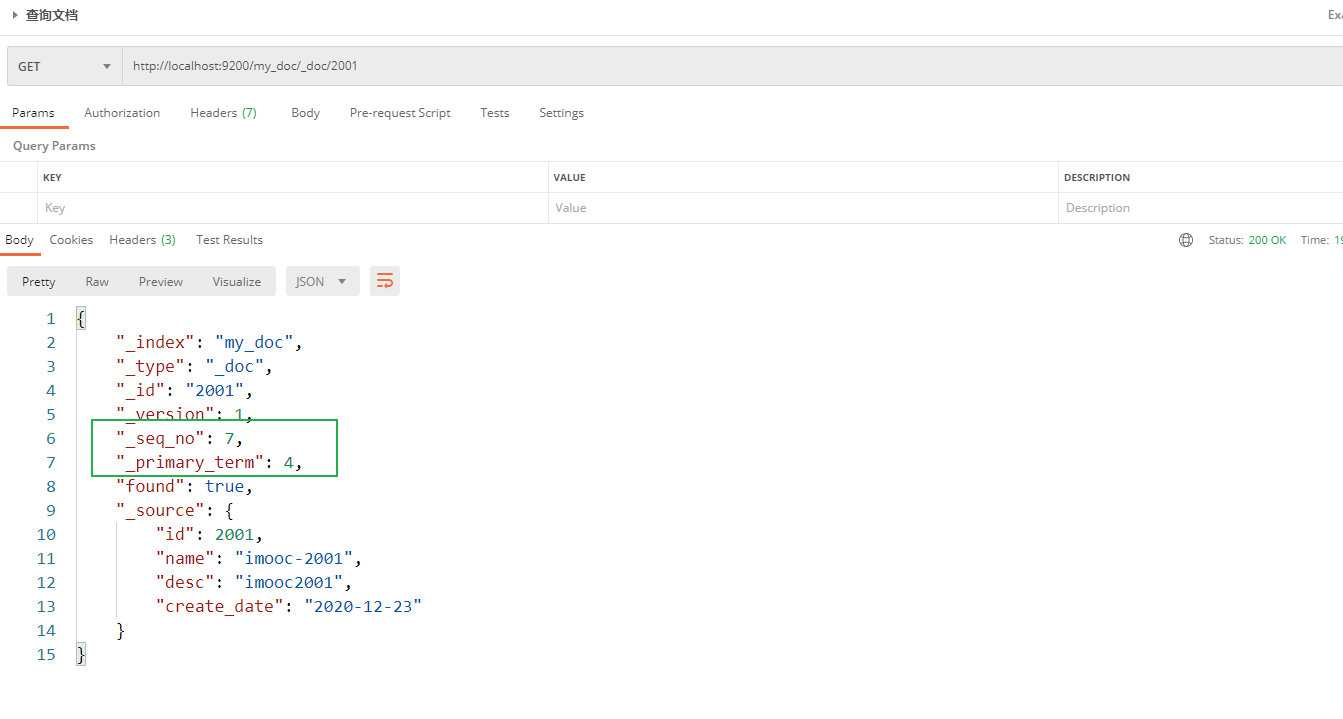 查询文档
GET http://localhost:9200/my_doc/_doc/2001
Params Authorization Headers (7) Body Pre-request Script Tests Settings
Query Params
KEY VALUE DESCRIPTION
Key Value Description
Body Cookies Headers (3) Test Results Status: 200 OK Time:
Pretty Raw Preview Visualize JSON
1 {
2 "_index": "my_doc",
3 "_type": "_doc",
4 "_id": "2001",
5 "_version": 1,
6 "_seq_no": 7,
7 "_primary_term": 4,
8 "found": true,
9 "_source": {
10 "id": 2001,
11 "name": "imooc-2001",
12 "desc": "imooc2001",
13 "create_date": "2020-12-23"
14 }
15 }